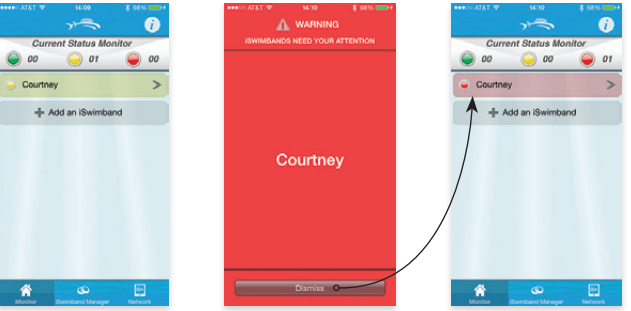 AT&T 14:09 98%
Current Status Monitor
00 01 00
Courtney
Add an iSwimband
Monitor iSwimband Manager Network
AT&T 14:10 98%
WARNING
ISWIMBANDS NEED YOUR ATTENTION
Courtney
Dismiss
AT&T 14:10 98%
Current Status Monitor
00 00 01
Courtney
Add an iSwimband
Monitor iSwimband Manager Network